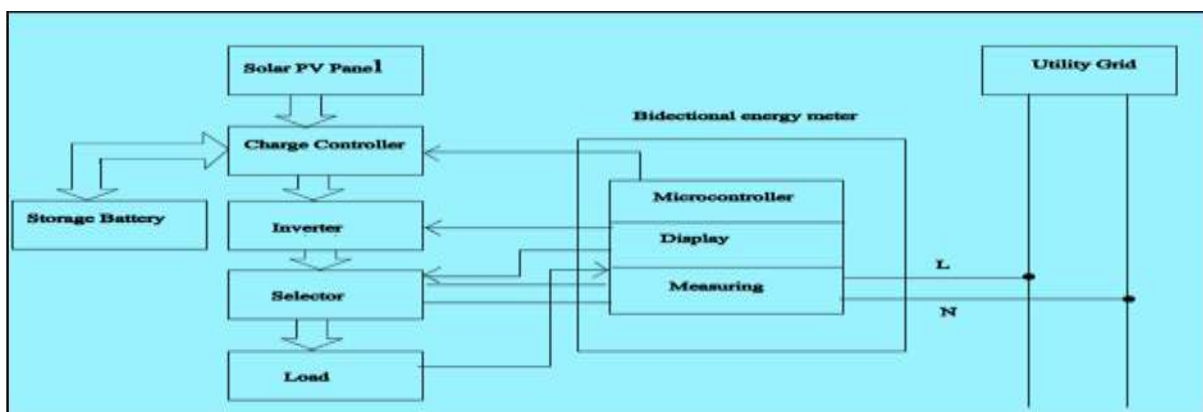 Solar PV Panel
Utility Grid
Bidectional energy meter
Charge Controller
Microcontroller
Storage Battery
Inverter
Display
L
Selector
Measuring
N
Load